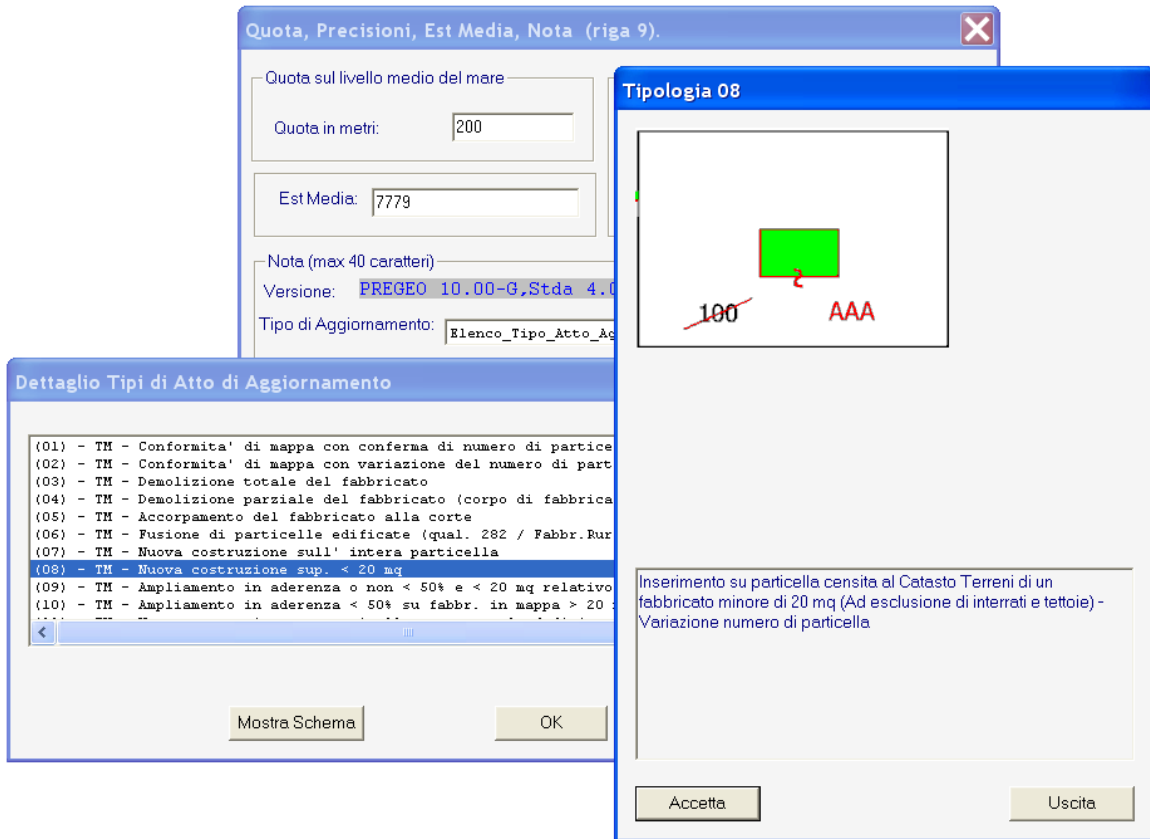 Quota, Precisioni, Est Media, Nota (riga 9).
Quota sul livello medio del mare
Quota in metri: 200
Est Media: 7779
Nota (max 40 caratteri)
Versione: PREGEO 10.00-G,Stda 4.0
Tipo di Aggiornamento: Elenco_Tipo_Atto_Ag
Dettaglio Tipi di Atto di Aggiornamento
(01) - TM - Conformita' di mappa con conferma di numero di partice
(02) - TM - Conformita' di mappa con variazione del numero di part
(03) - TM - Demolizione totale del fabbricato
(04) - TM - Demolizione parziale del fabbricato (corpo di fabbrica
(05) - TM - Accorpamento del fabbricato alla corte
(06) - TM - Fusione di particelle edificate (qual. 282 / Fabbr.Rur
(07) - TM - Nuova costruzione sull' intera particella
(08) - TM - Nuova costruzione sup. < 20 mq
(09) - TM - Ampliamento in aderenza o non < 50% e < 20 mq relativo
(10) - TM - Ampliamento in aderenza < 50% su fabbr. in mappa > 20
Mostra Schema
OK
Tipologia 08
100
AAA
Inserimento su particella censita al Catasto Terreni di un
fabbricato minore di 20 mq (Ad esclusione di interrati e tettoie) -
Variazione numero di particella
Accetta
Uscita